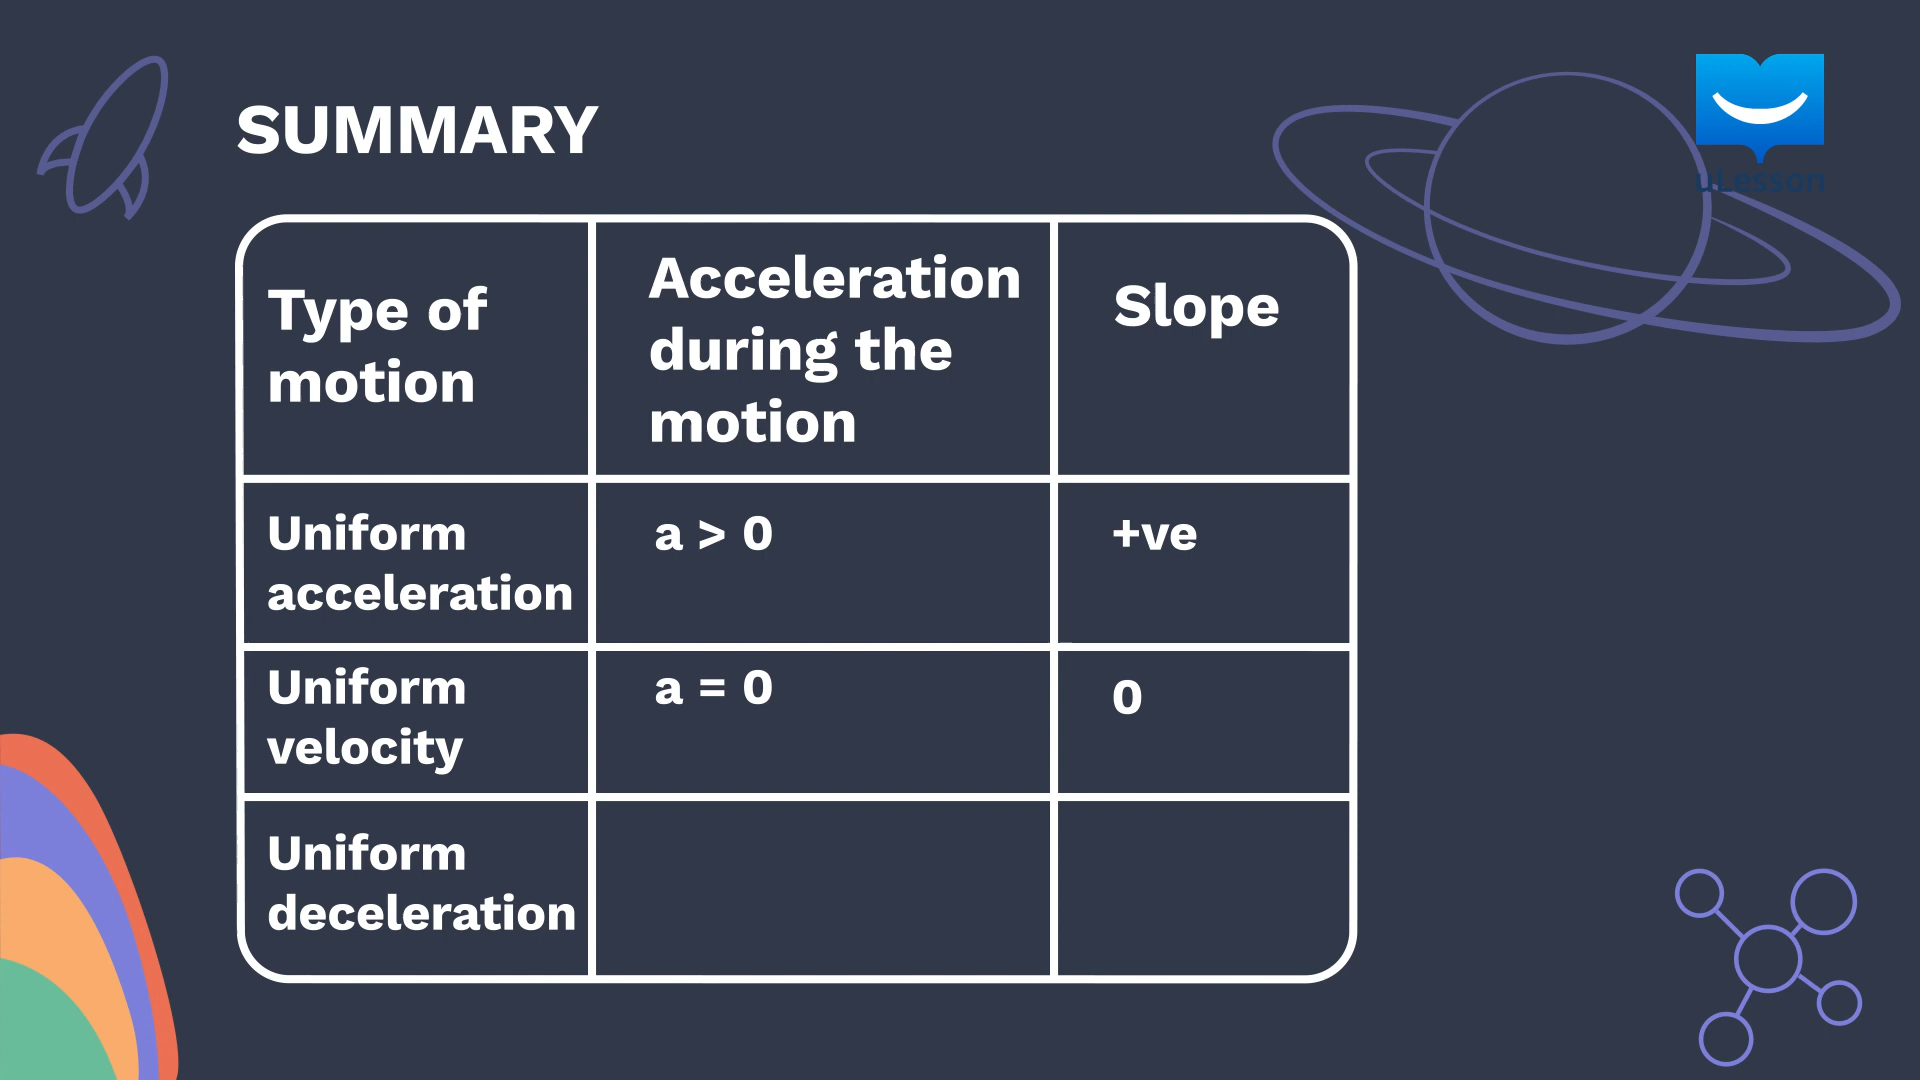 SUMMARY
uLesson
Type of
motion
Acceleration
during the
motion
Slope
Uniform
acceleration
a > 0
+ve
Uniform
velocity
a = 0
0
Uniform
deceleration